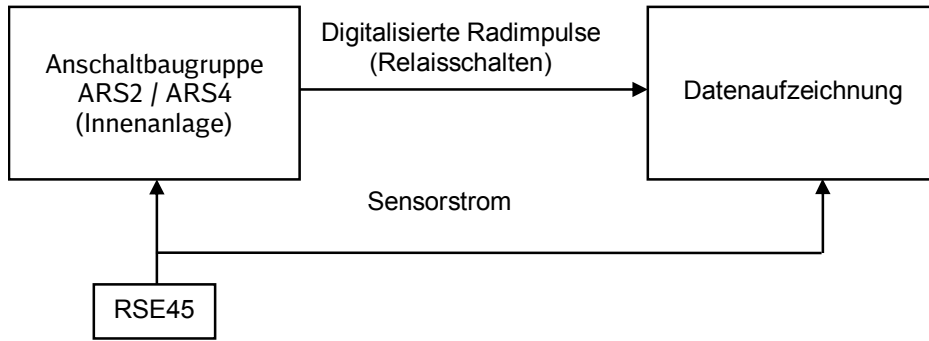 Anschaltbaugruppe
ARS2 / ARS4
(Innenanlage)
Digitalisierte Radimpulse
(Relaisschalten)
Datenaufzeichnung
Sensorstrom
RSE45